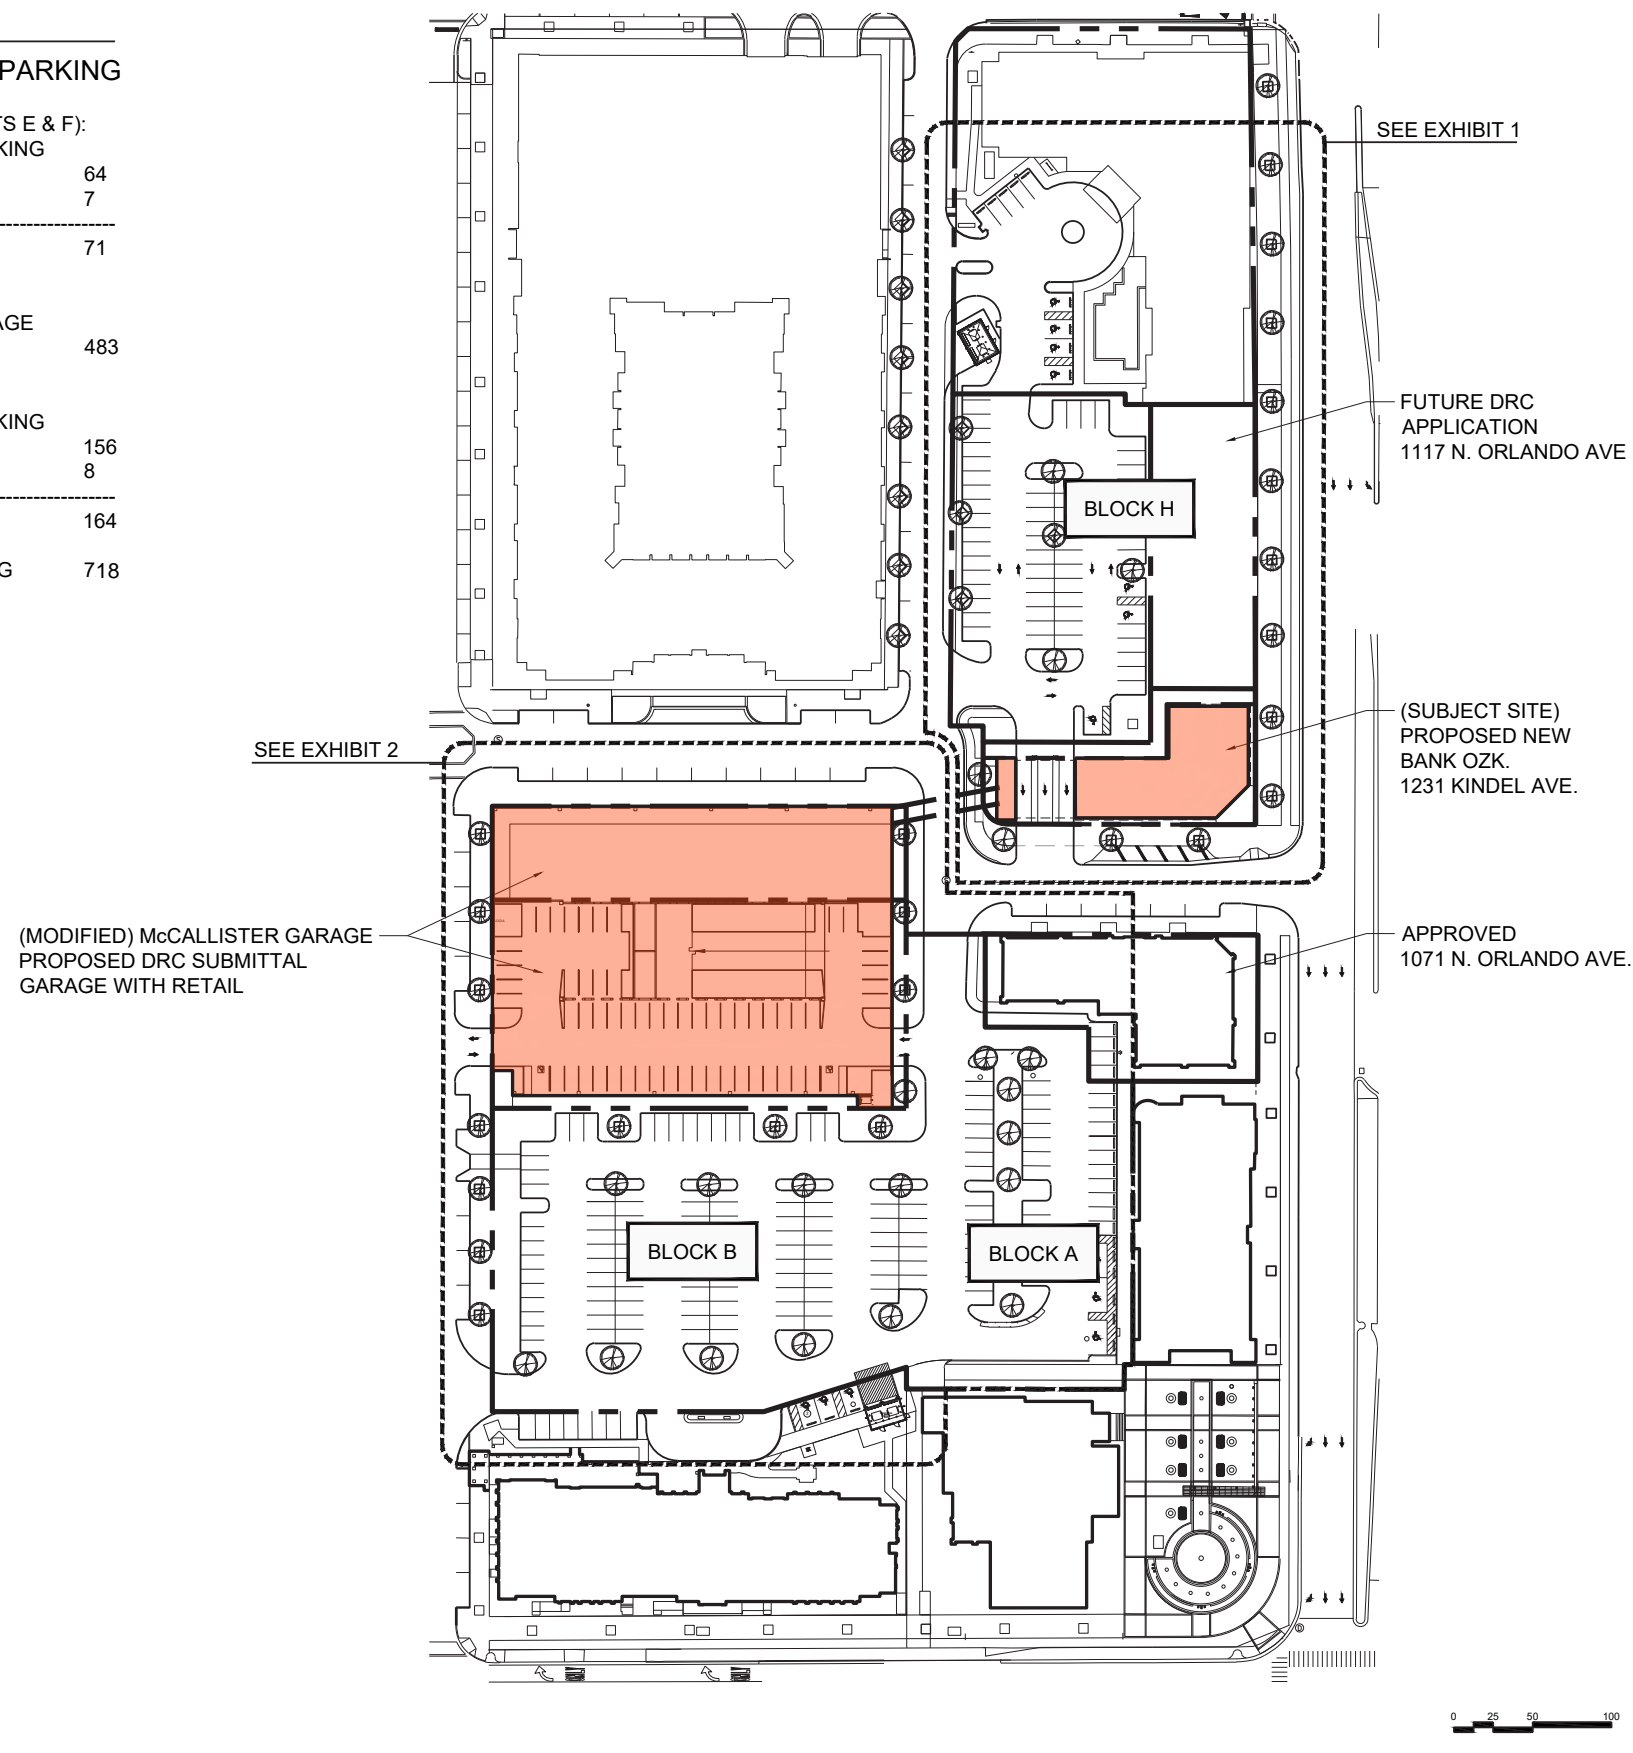 PARKING
TS E & F):
KING
64
7
71
AGE
483
KING
156
8
164
G 718
SEE EXHIBIT 1
FUTURE DRC
APPLICATION
1117 N. ORLANDO AVE
BLOCK H
(SUBJECT SITE)
PROPOSED NEW
BANK OZK.
1231 KINDEL AVE.
SEE EXHIBIT 2
(MODIFIED) McCALLISTER GARAGE
PROPOSED DRC SUBMITTAL
GARAGE WITH RETAIL
APPROVED
1071 N. ORLANDO AVE.
BLOCK B
BLOCK A
0 25 50 100